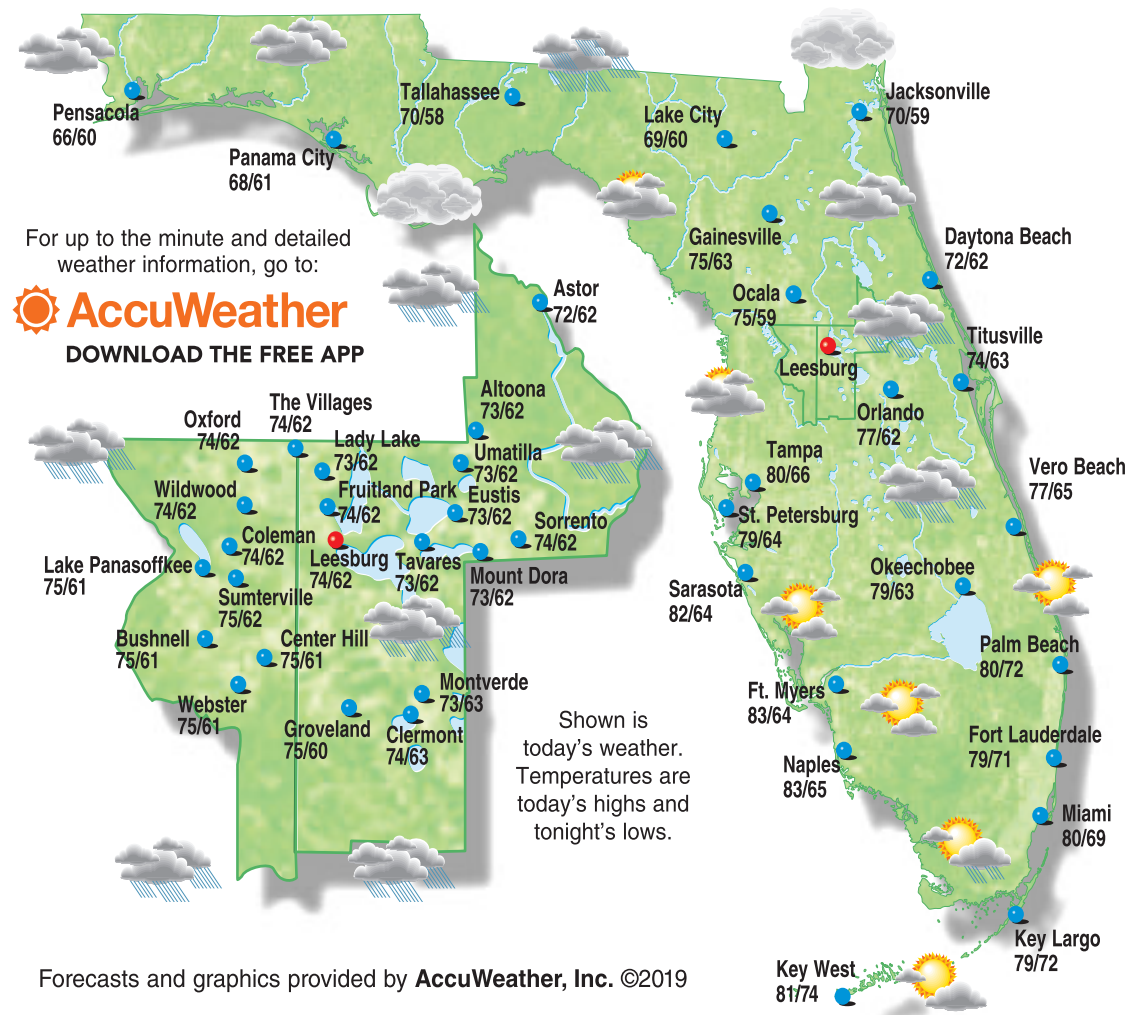 Pensacola
66/60
Panama City
68/61
Tallahassee
70/58
Lake City
69/60
Jacksonville
70/59
Gainesville
75/63
Daytona Beach
72/62
Ocala
75/59
Titusville
74/63
Leesburg
Orlando
77/62
Tampa
80/66
Vero Beach
77/65
St. Petersburg
79/64
Sarasota
82/64
Okeechobee
79/63
Palm Beach
80/72
Ft. Myers
83/64
Fort Lauderdale
79/71
Naples
83/65
Miami
80/69
Key Largo
79/72
Key West
81/74
For up to the minute and detailed
weather information, go to:
AccuWeather
DOWNLOAD THE FREE APP
Astor
72/62
Altoona
73/62
The Villages
74/62
Oxford
74/62
Lady Lake
73/62
Umatilla
73/62
Wildwood
74/62
Fruitland Park
74/62
Eustis
73/62
Coleman
74/62
Sorrento
74/62
Leesburg
74/62
Tavares
73/62
Mount Dora
73/62
Lake Panasoffkee
75/61
Sumterville
75/62
Bushnell
75/61
Center Hill
75/61
Webster
75/61
Montverde
73/63
Groveland
75/60
Clermont
74/63
Shown is
today's weather.
Temperatures are
today's highs and
tonight's lows.
Forecasts and graphics provided by AccuWeather, Inc. ©2019